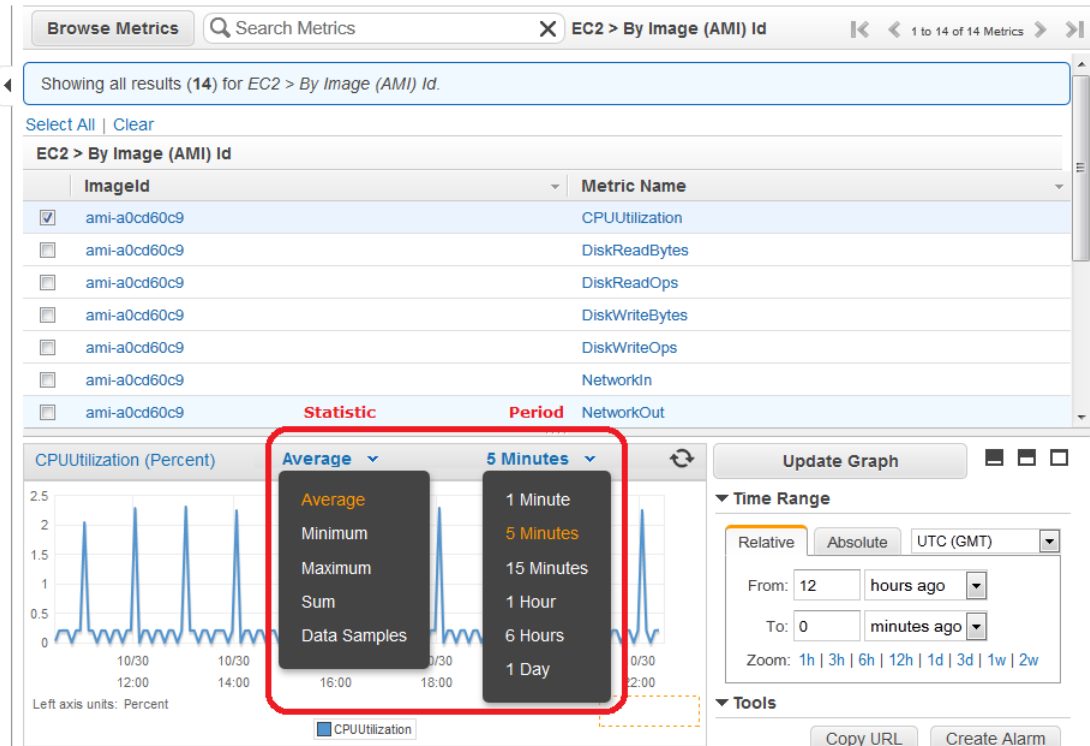 Browse Metrics Search Metrics X EC2 > By Image (AMI) Id 1 to 14 of 14 Metrics
Showing all results (14) for EC2 > By Image (AMI) Id.
Select All | Clear
EC2 > By Image (AMI) Id
ImageId Metric Name
ami-a0cd60c9 CPUUtilization
ami-a0cd60c9 DiskReadBytes
ami-a0cd60c9 DiskReadOps
ami-a0cd60c9 DiskWriteBytes
ami-a0cd60c9 DiskWriteOps
ami-a0cd60c9 NetworkIn
ami-a0cd60c9 Statistic Period NetworkOut
CPUUtilization (Percent) Average 5 Minutes
Average
Minimum
Maximum
Sum
Data Samples
1 Minute
5 Minutes
15 Minutes
1 Hour
6 Hours
1 Day
2.5
2
1.5
1
0.5
0
10/30 10/30 0/30 0/30
12:00 14:00 16:00 18:00 22:00
Left axis units: Percent
CPUUtilization
Update Graph
Time Range
Relative Absolute UTC (GMT)
From: 12 hours ago
To: 0 minutes ago
Zoom: 1h | 3h | 6h | 12h | 1d | 3d | 1w | 2w
Tools
Copy URL Create Alarm